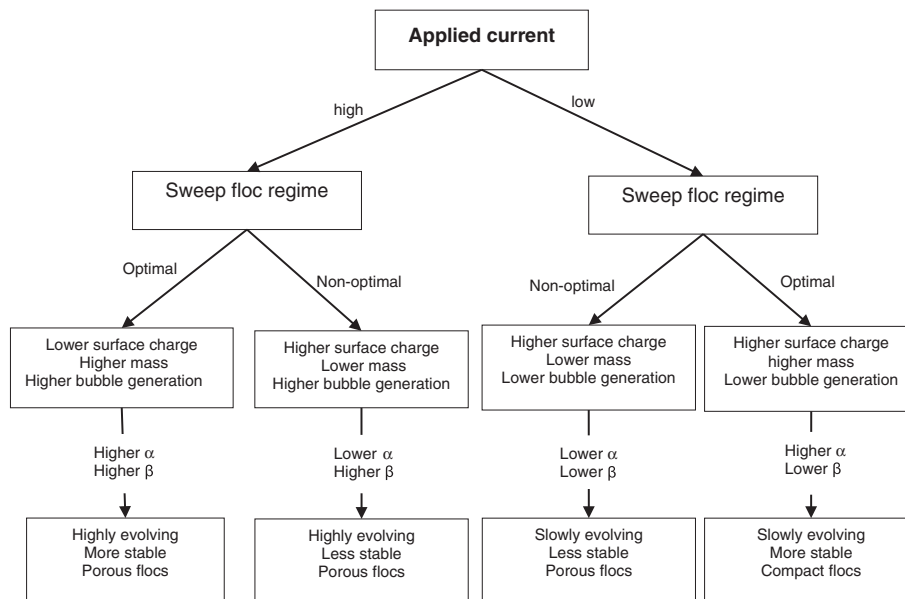 Applied current
high
low
Sweep floc regime
Sweep floc regime
Optimal
Non-optimal
Non-optimal
Optimal
Lower surface charge
Higher mass
Higher bubble generation
Higher surface charge
Lower mass
Higher bubble generation
Higher surface charge
Lower mass
Lower bubble generation
Higher surface charge
higher mass
Lower bubble generation
Higher α
Higher β
Lower α
Higher β
Lower α
Lower β
Higher α
Lower β
Highly evolving
More stable
Porous flocs
Highly evolving
Less stable
Porous flocs
Slowly evolving
Less stable
Porous flocs
Slowly evolving
More stable
Compact flocs